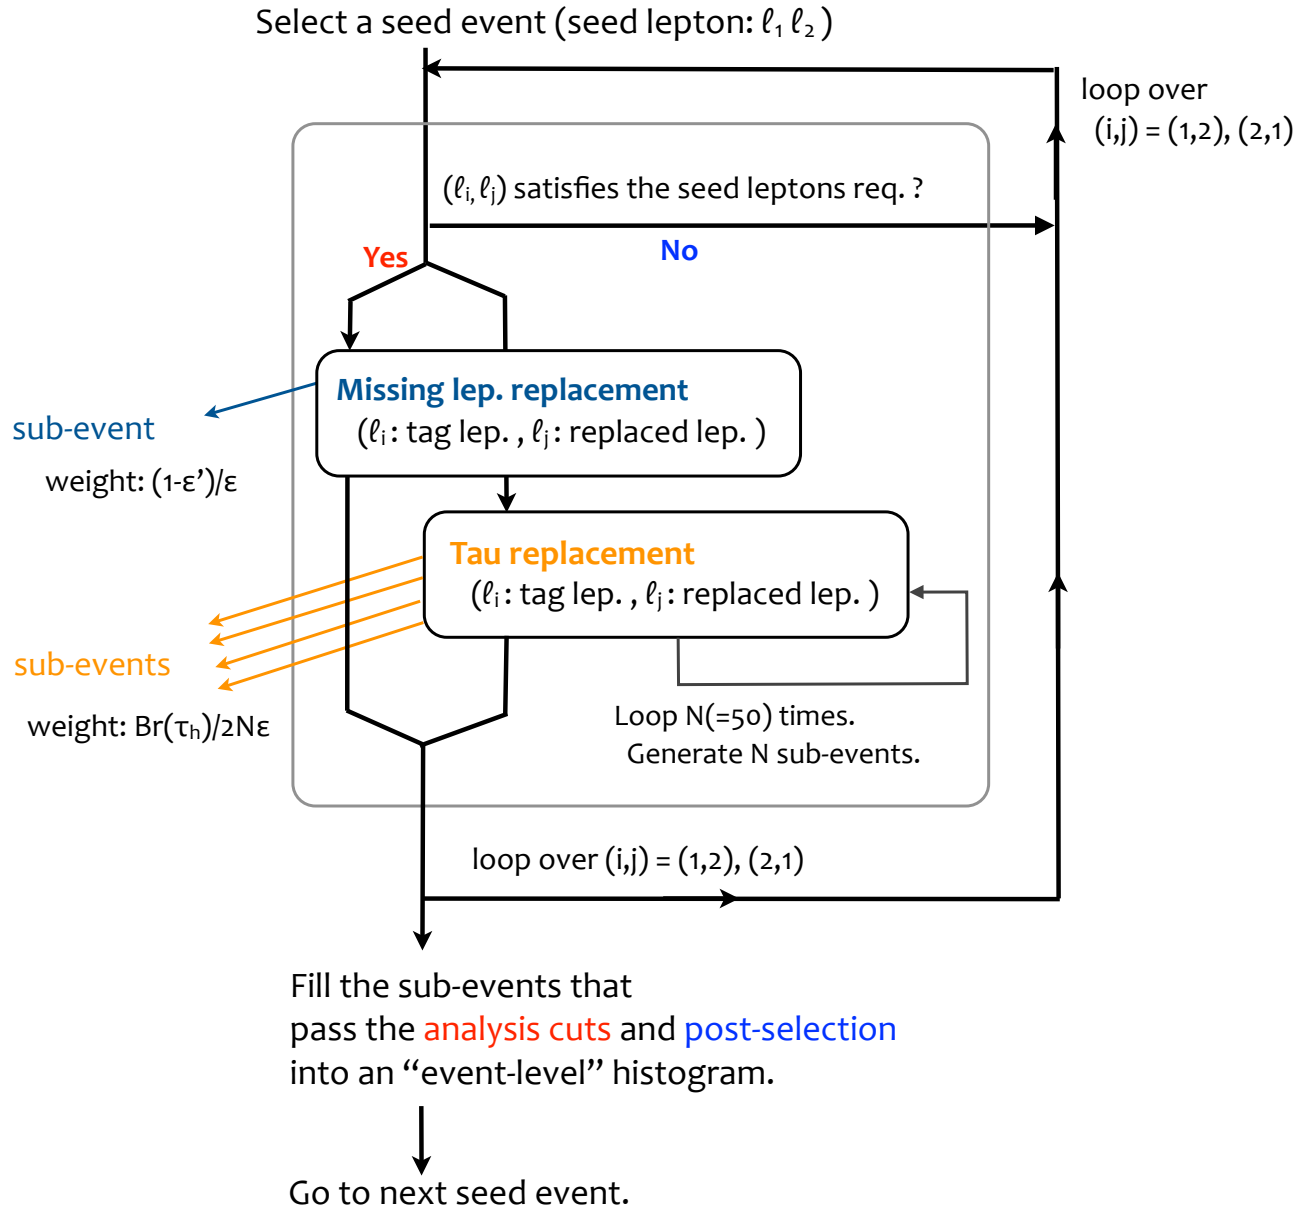 Select a seed event (seed lepton: ℓ₁ ℓ₂ )
loop over
(i,j) = (1,2), (2,1)
(ℓᵢ, ℓⱼ) satisfies the seed leptons req. ?
Yes
No
Missing lep. replacement
(ℓᵢ : tag lep. , ℓⱼ : replaced lep. )
sub-event
weight: (1-ε’)/ε
Tau replacement
(ℓᵢ : tag lep. , ℓⱼ : replaced lep. )
sub-events
weight: Br(τₕ)/2Nε
Loop N(=50) times.
Generate N sub-events.
loop over (i,j) = (1,2), (2,1)
Fill the sub-events that
pass the analysis cuts and post-selection
into an “event-level” histogram.
Go to next seed event.